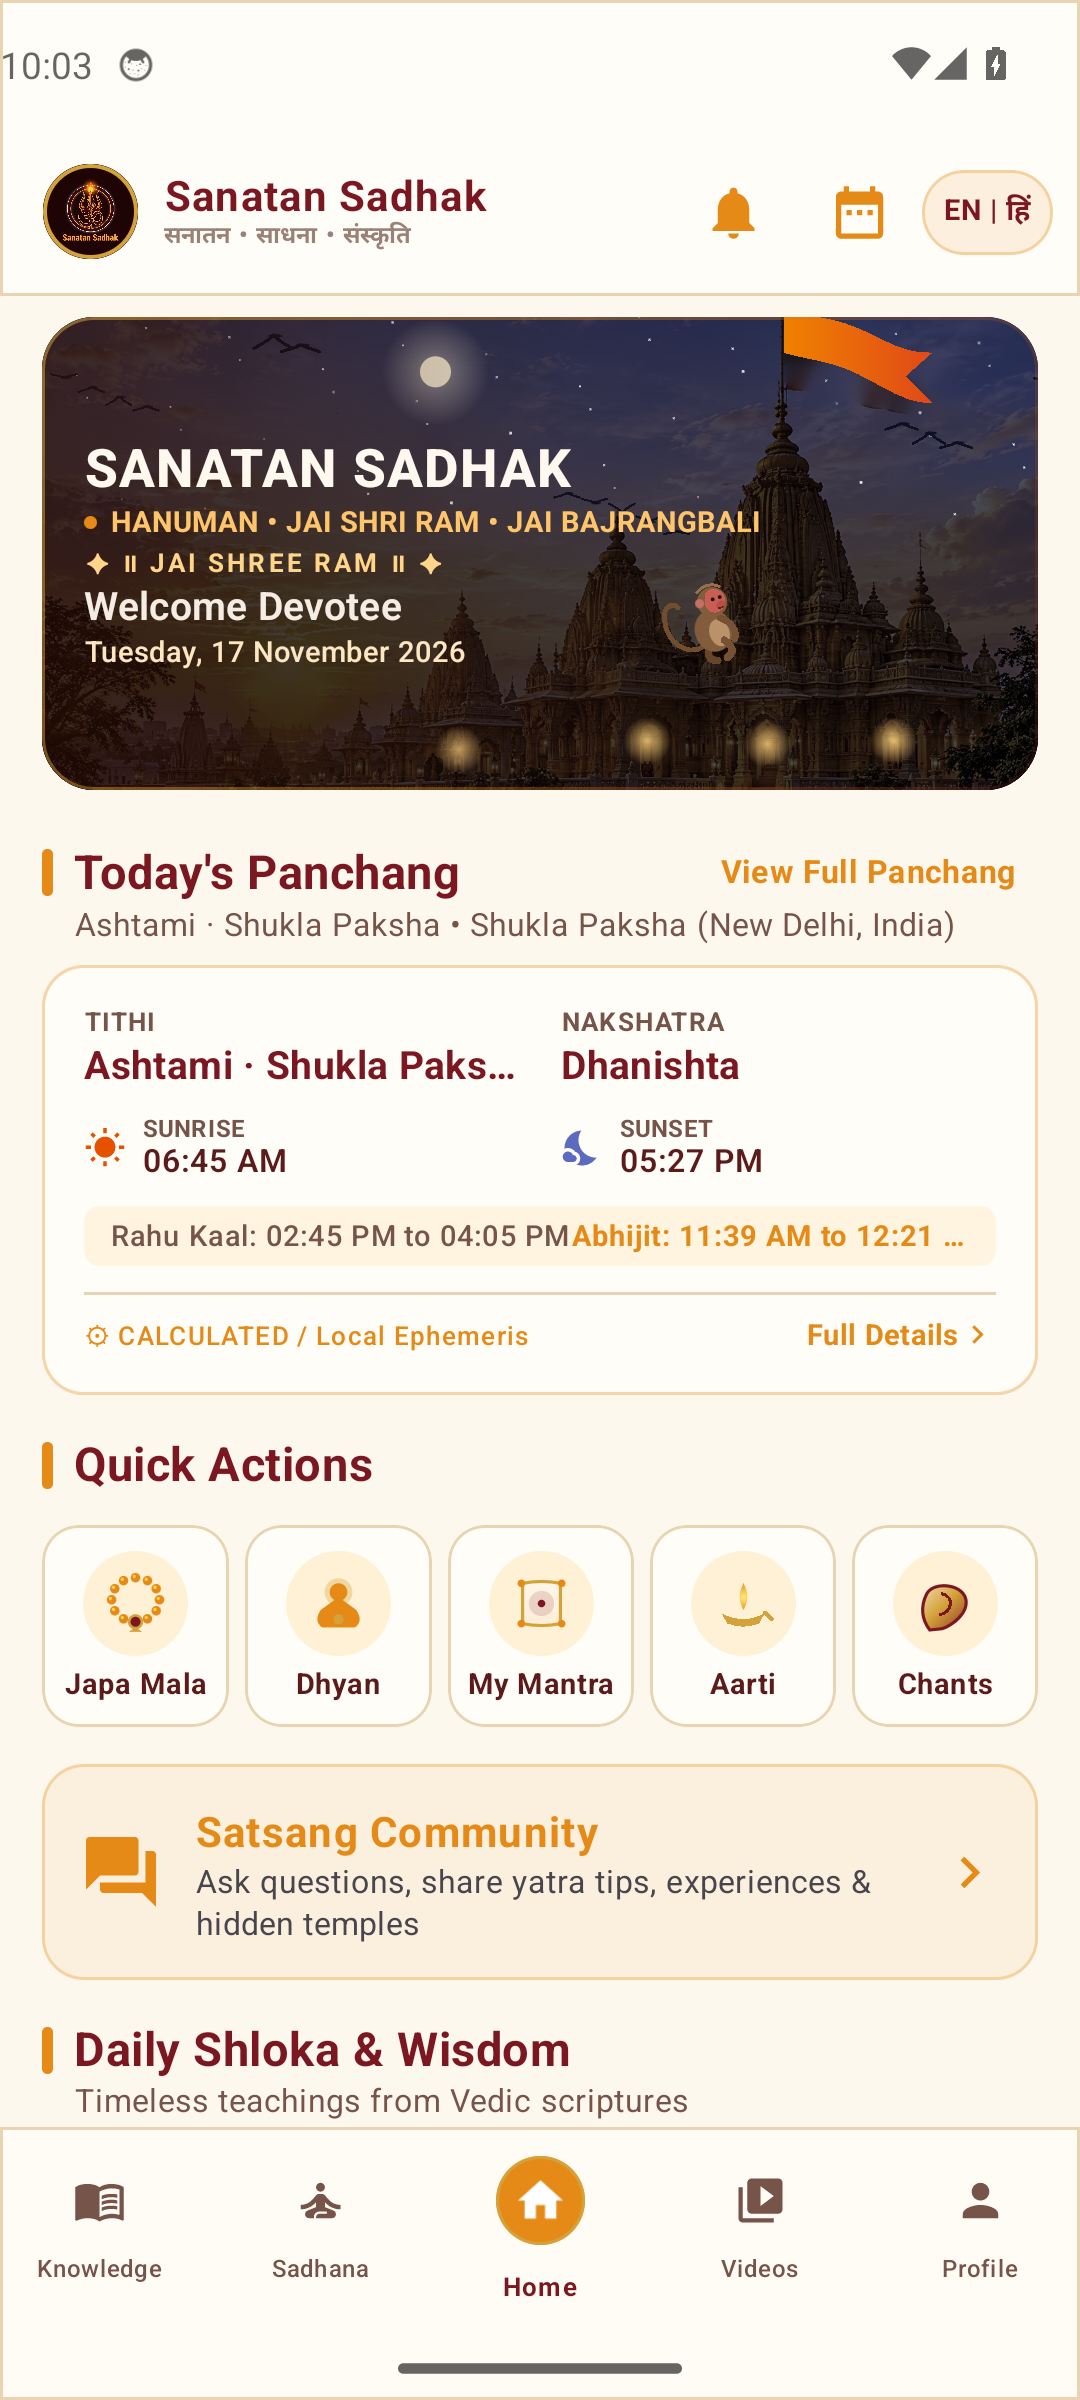 10:03
Sanatan Sadhak
सनातन • साधना • संस्कृति
EN | हिं
Sanatan Sadhak
SANATAN SADHAK
• HANUMAN • JAI SHRI RAM • JAI BAJRANGBALI
✦ ॥ JAI SHREE RAM ॥ ✦
Welcome Devotee
Tuesday, 17 November 2026
Today's Panchang
View Full Panchang
Ashtami · Shukla Paksha • Shukla Paksha (New Delhi, India)
TITHI
Ashtami · Shukla Paks...
NAKSHATRA
Dhanishta
SUNRISE
06:45 AM
SUNSET
05:27 PM
Rahu Kaal: 02:45 PM to 04:05 PM
Abhijit: 11:39 AM to 12:21 ...
CALCULATED / Local Ephemeris
Full Details
Quick Actions
Japa Mala
Dhyan
My Mantra
Aarti
Chants
Satsang Community
Ask questions, share yatra tips, experiences &
hidden temples
Daily Shloka & Wisdom
Timeless teachings from Vedic scriptures
Knowledge
Sadhana
Home
Videos
Profile